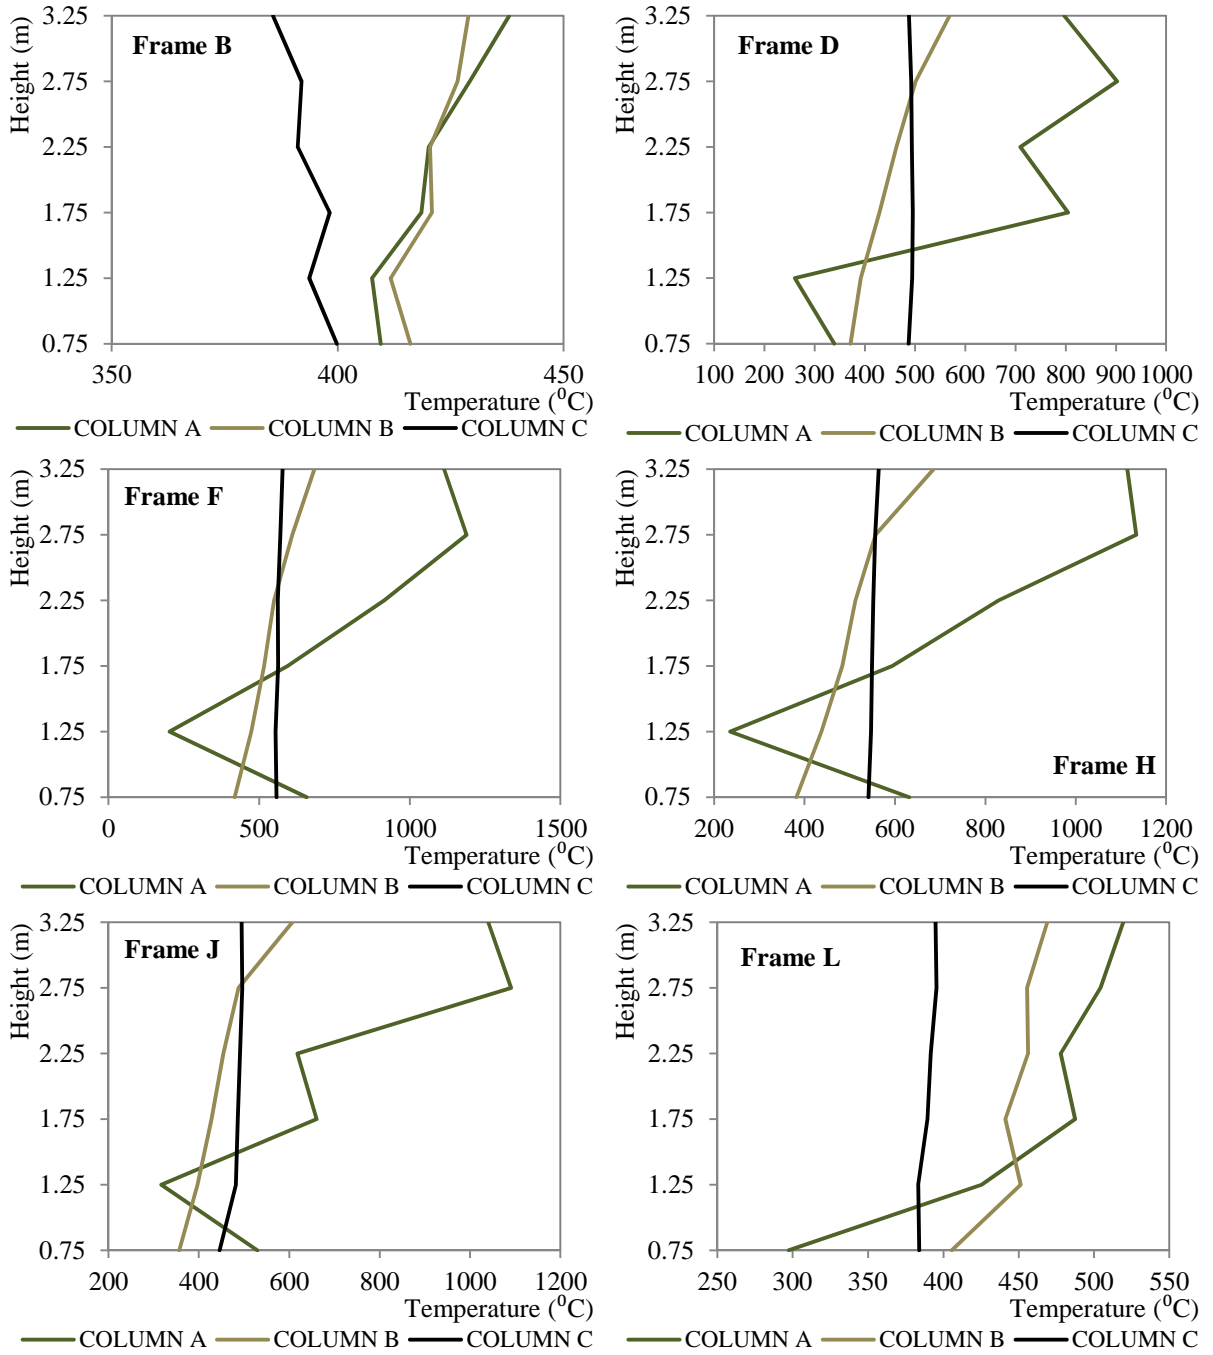 Frame B
Height (m)
3.25
2.75
2.25
1.75
1.25
0.75
350 400 450
Temperature (⁰C)
COLUMN A COLUMN B COLUMN C
Frame D
Height (m)
3.25
2.75
2.25
1.75
1.25
0.75
100 200 300 400 500 600 700 800 900 1000
Temperature (⁰C)
COLUMN A COLUMN B COLUMN C
Frame F
Height (m)
3.25
2.75
2.25
1.75
1.25
0.75
0 500 1000 1500
Temperature (⁰C)
COLUMN A COLUMN B COLUMN C
Height (m)
3.25
2.75
2.25
1.75
1.25
0.75
Frame H
200 400 600 800 1000 1200
Temperature (⁰C)
COLUMN A COLUMN B COLUMN C
Frame J
Height (m)
3.25
2.75
2.25
1.75
1.25
0.75
200 400 600 800 1000 1200
Temperature (⁰C)
COLUMN A COLUMN B COLUMN C
Frame L
Height (m)
3.25
2.75
2.25
1.75
1.25
0.75
250 300 350 400 450 500 550
Temperature (⁰C)
COLUMN A COLUMN B COLUMN C